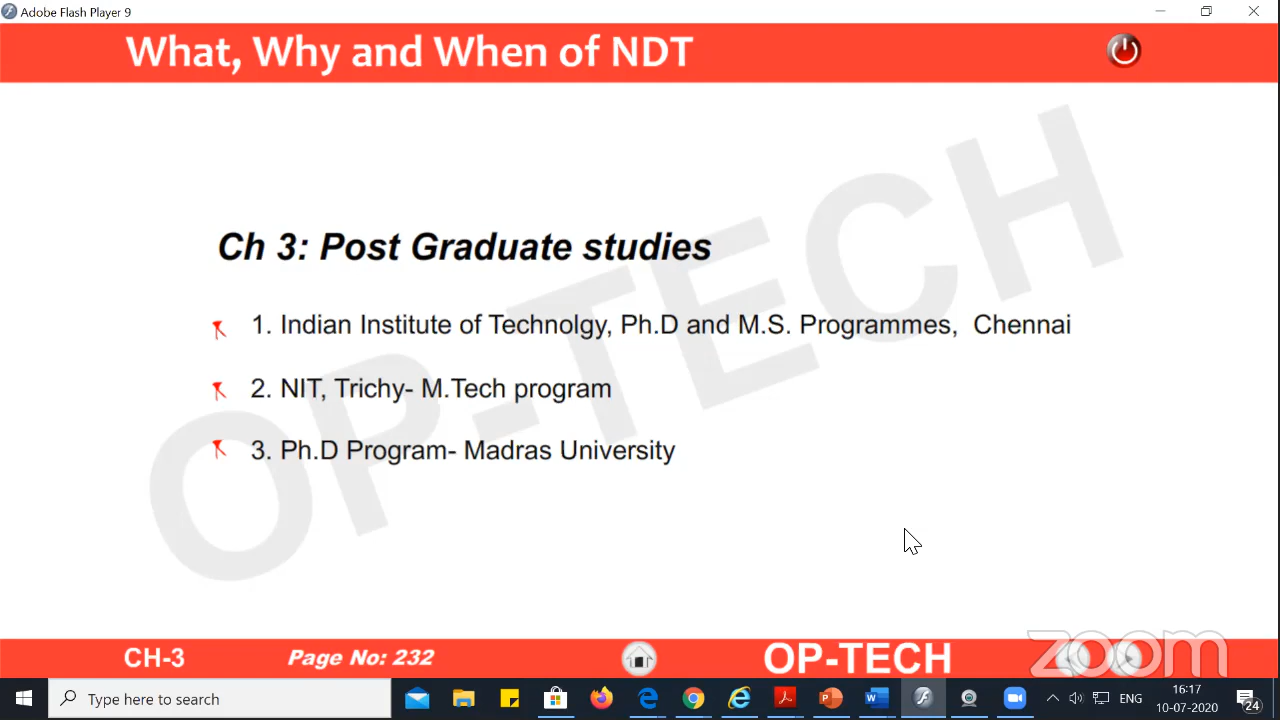 Adobe Flash Player 9
What, Why and When of NDT
OP-TECH
Ch 3: Post Graduate studies
1. Indian Institute of Technolgy, Ph.D and M.S. Programmes, Chennai
2. NIT, Trichy- M.Tech program
3. Ph.D Program- Madras University
CH-3 Page No: 232 OP-TECH zoom
Type here to search ENG 16:17
10-07-2020 24